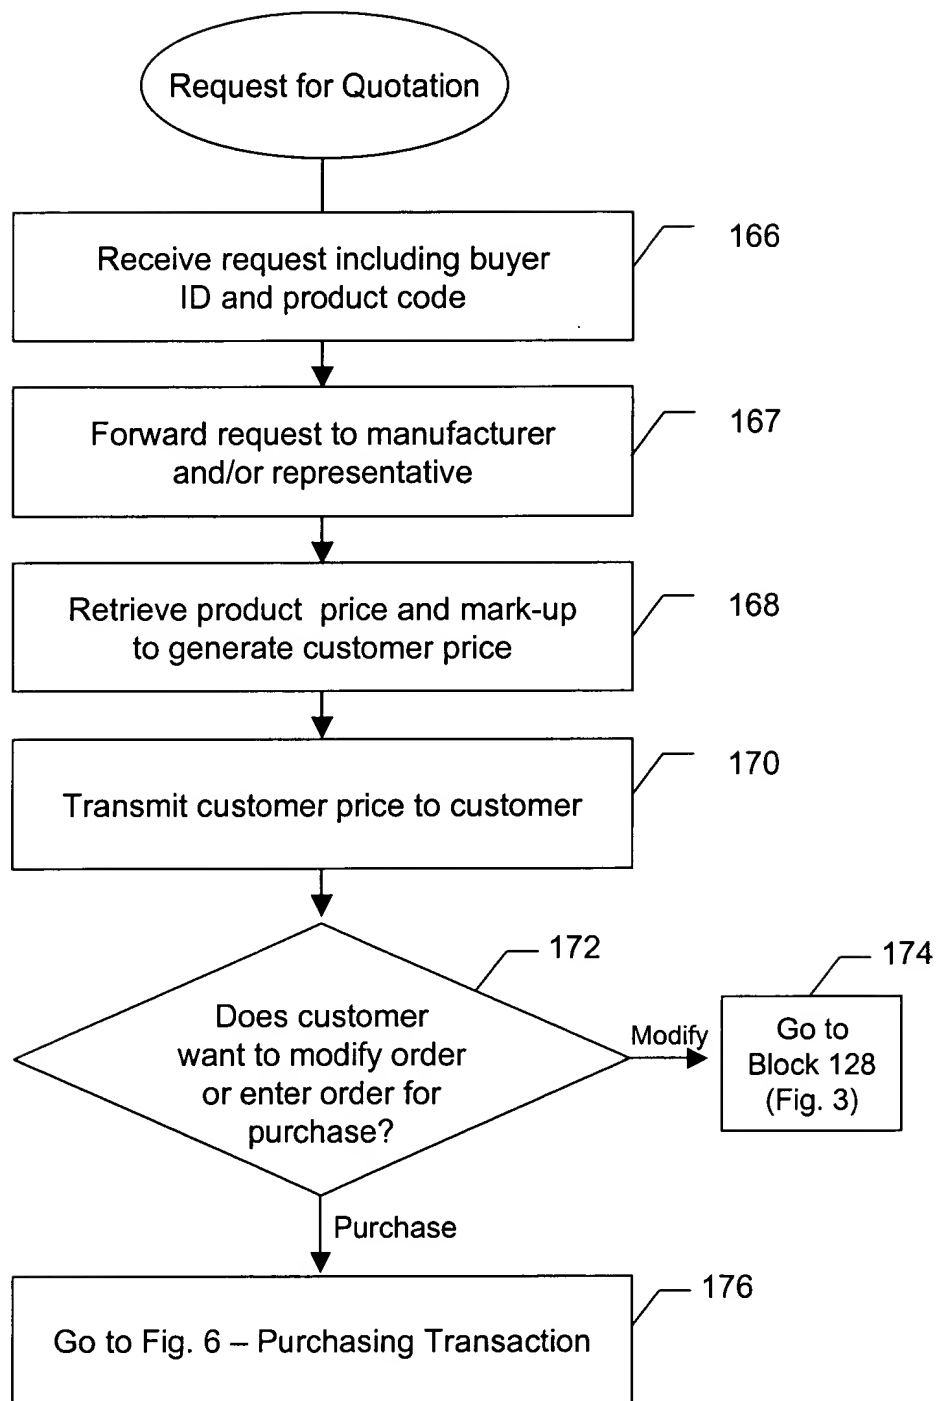 Request for Quotation
Receive request including buyer
ID and product code
166
Forward request to manufacturer
and/or representative
167
Retrieve product price and mark-up
to generate customer price
168
Transmit customer price to customer
170
172
Does customer
want to modify order
or enter order for
purchase?
Modify
174
Go to
Block 128
(Fig. 3)
Purchase
176
Go to Fig. 6 – Purchasing Transaction